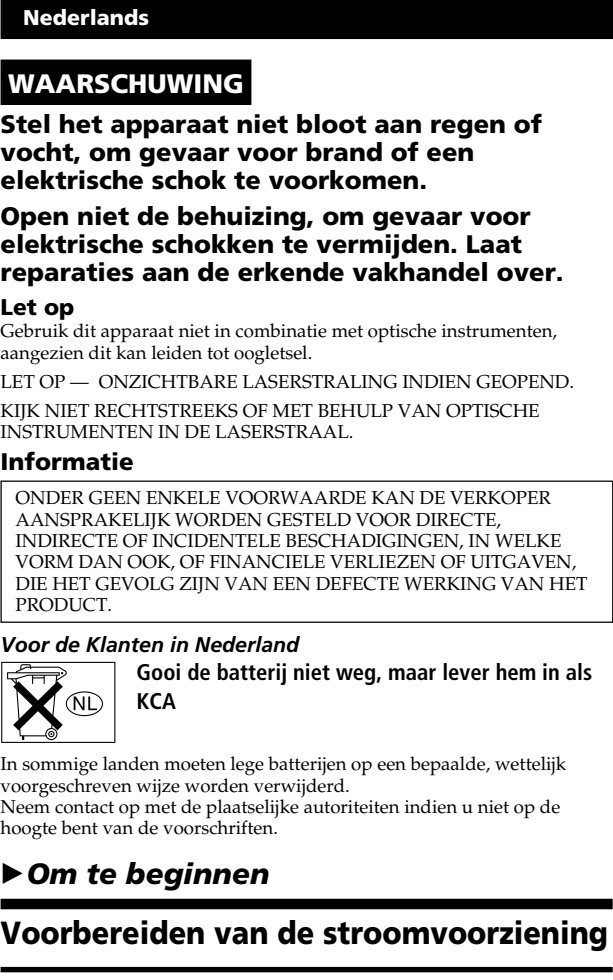 Nederlands
WAARSCHUWING
Stel het apparaat niet bloot aan regen of
vocht, om gevaar voor brand of een
elektrische schok te voorkomen.
Open niet de behuizing, om gevaar voor
elektrische schokken te vermijden. Laat
reparaties aan de erkende vakhandel over.
Let op
Gebruik dit apparaat niet in combinatie met optische instrumenten,
aangezien dit kan leiden tot oogletsel.
LET OP — ONZICHTBARE LASERSTRALING INDIEN GEOPEND.
KIJK NIET RECHTSTREEKS OF MET BEHULP VAN OPTISCHE
INSTRUMENTEN IN DE LASERSTRAAL.
Informatie
ONDER GEEN ENKELE VOORWAARDE KAN DE VERKOPER
AANSPRAKELIJK WORDEN GESTELD VOOR DIRECTE,
INDIRECTE OF INCIDENTELE BESCHADIGINGEN, IN WELKE
VORM DAN OOK, OF FINANCIELE VERLIEZEN OF UITGAVEN,
DIE HET GEVOLG ZIJN VAN EEN DEFECTE WERKING VAN HET
PRODUCT.
Voor de Klanten in Nederland
Gooi de batterij niet weg, maar lever hem in als
KCA
NL
In sommige landen moeten lege batterijen op een bepaalde, wettelijk
voorgeschreven wijze worden verwijderd.
Neem contact op met de plaatselijke autoriteiten indien u niet op de
hoogte bent van de voorschriften.
▶Om te beginnen
Voorbereiden van de stroomvoorziening